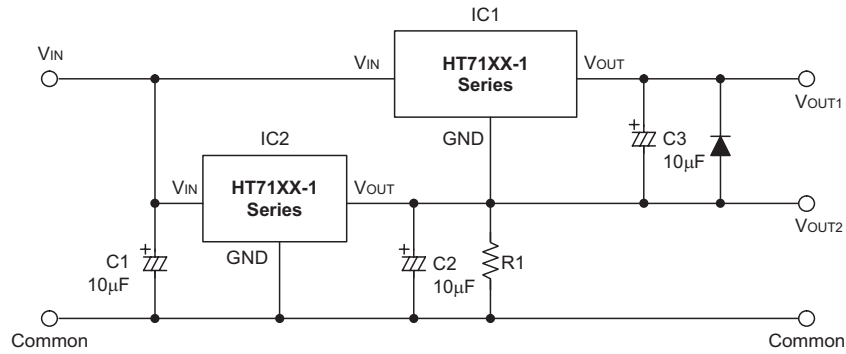 IC1
VIN
VIN
HT71XX-1
Series
VOUT
VOUT1
GND
C3
10μF
IC2
VIN
HT71XX-1
Series
VOUT
VOUT2
GND
C1
10μF
C2
10μF
R1
Common
Common